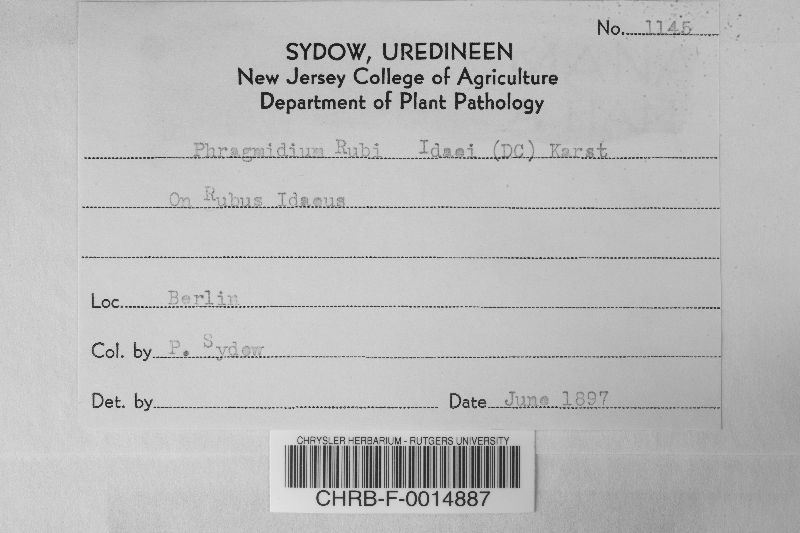 No. 1145
SYDOW, UREDINEEN
New Jersey College of Agriculture
Department of Plant Pathology
Phragmidium Rubi Idaei (DC) Karst
On Rubus Idaeus
Loc. Berlin
Col. by P. Sydow
Det. by Date June 1897
CHRYSLER HERBARIUM - RUTGERS UNIVERSITY
CHRB-F-0014887